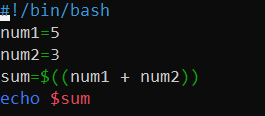 #!/bin/bash
num1=5
num2=3
sum=$((num1 + num2))
echo $sum